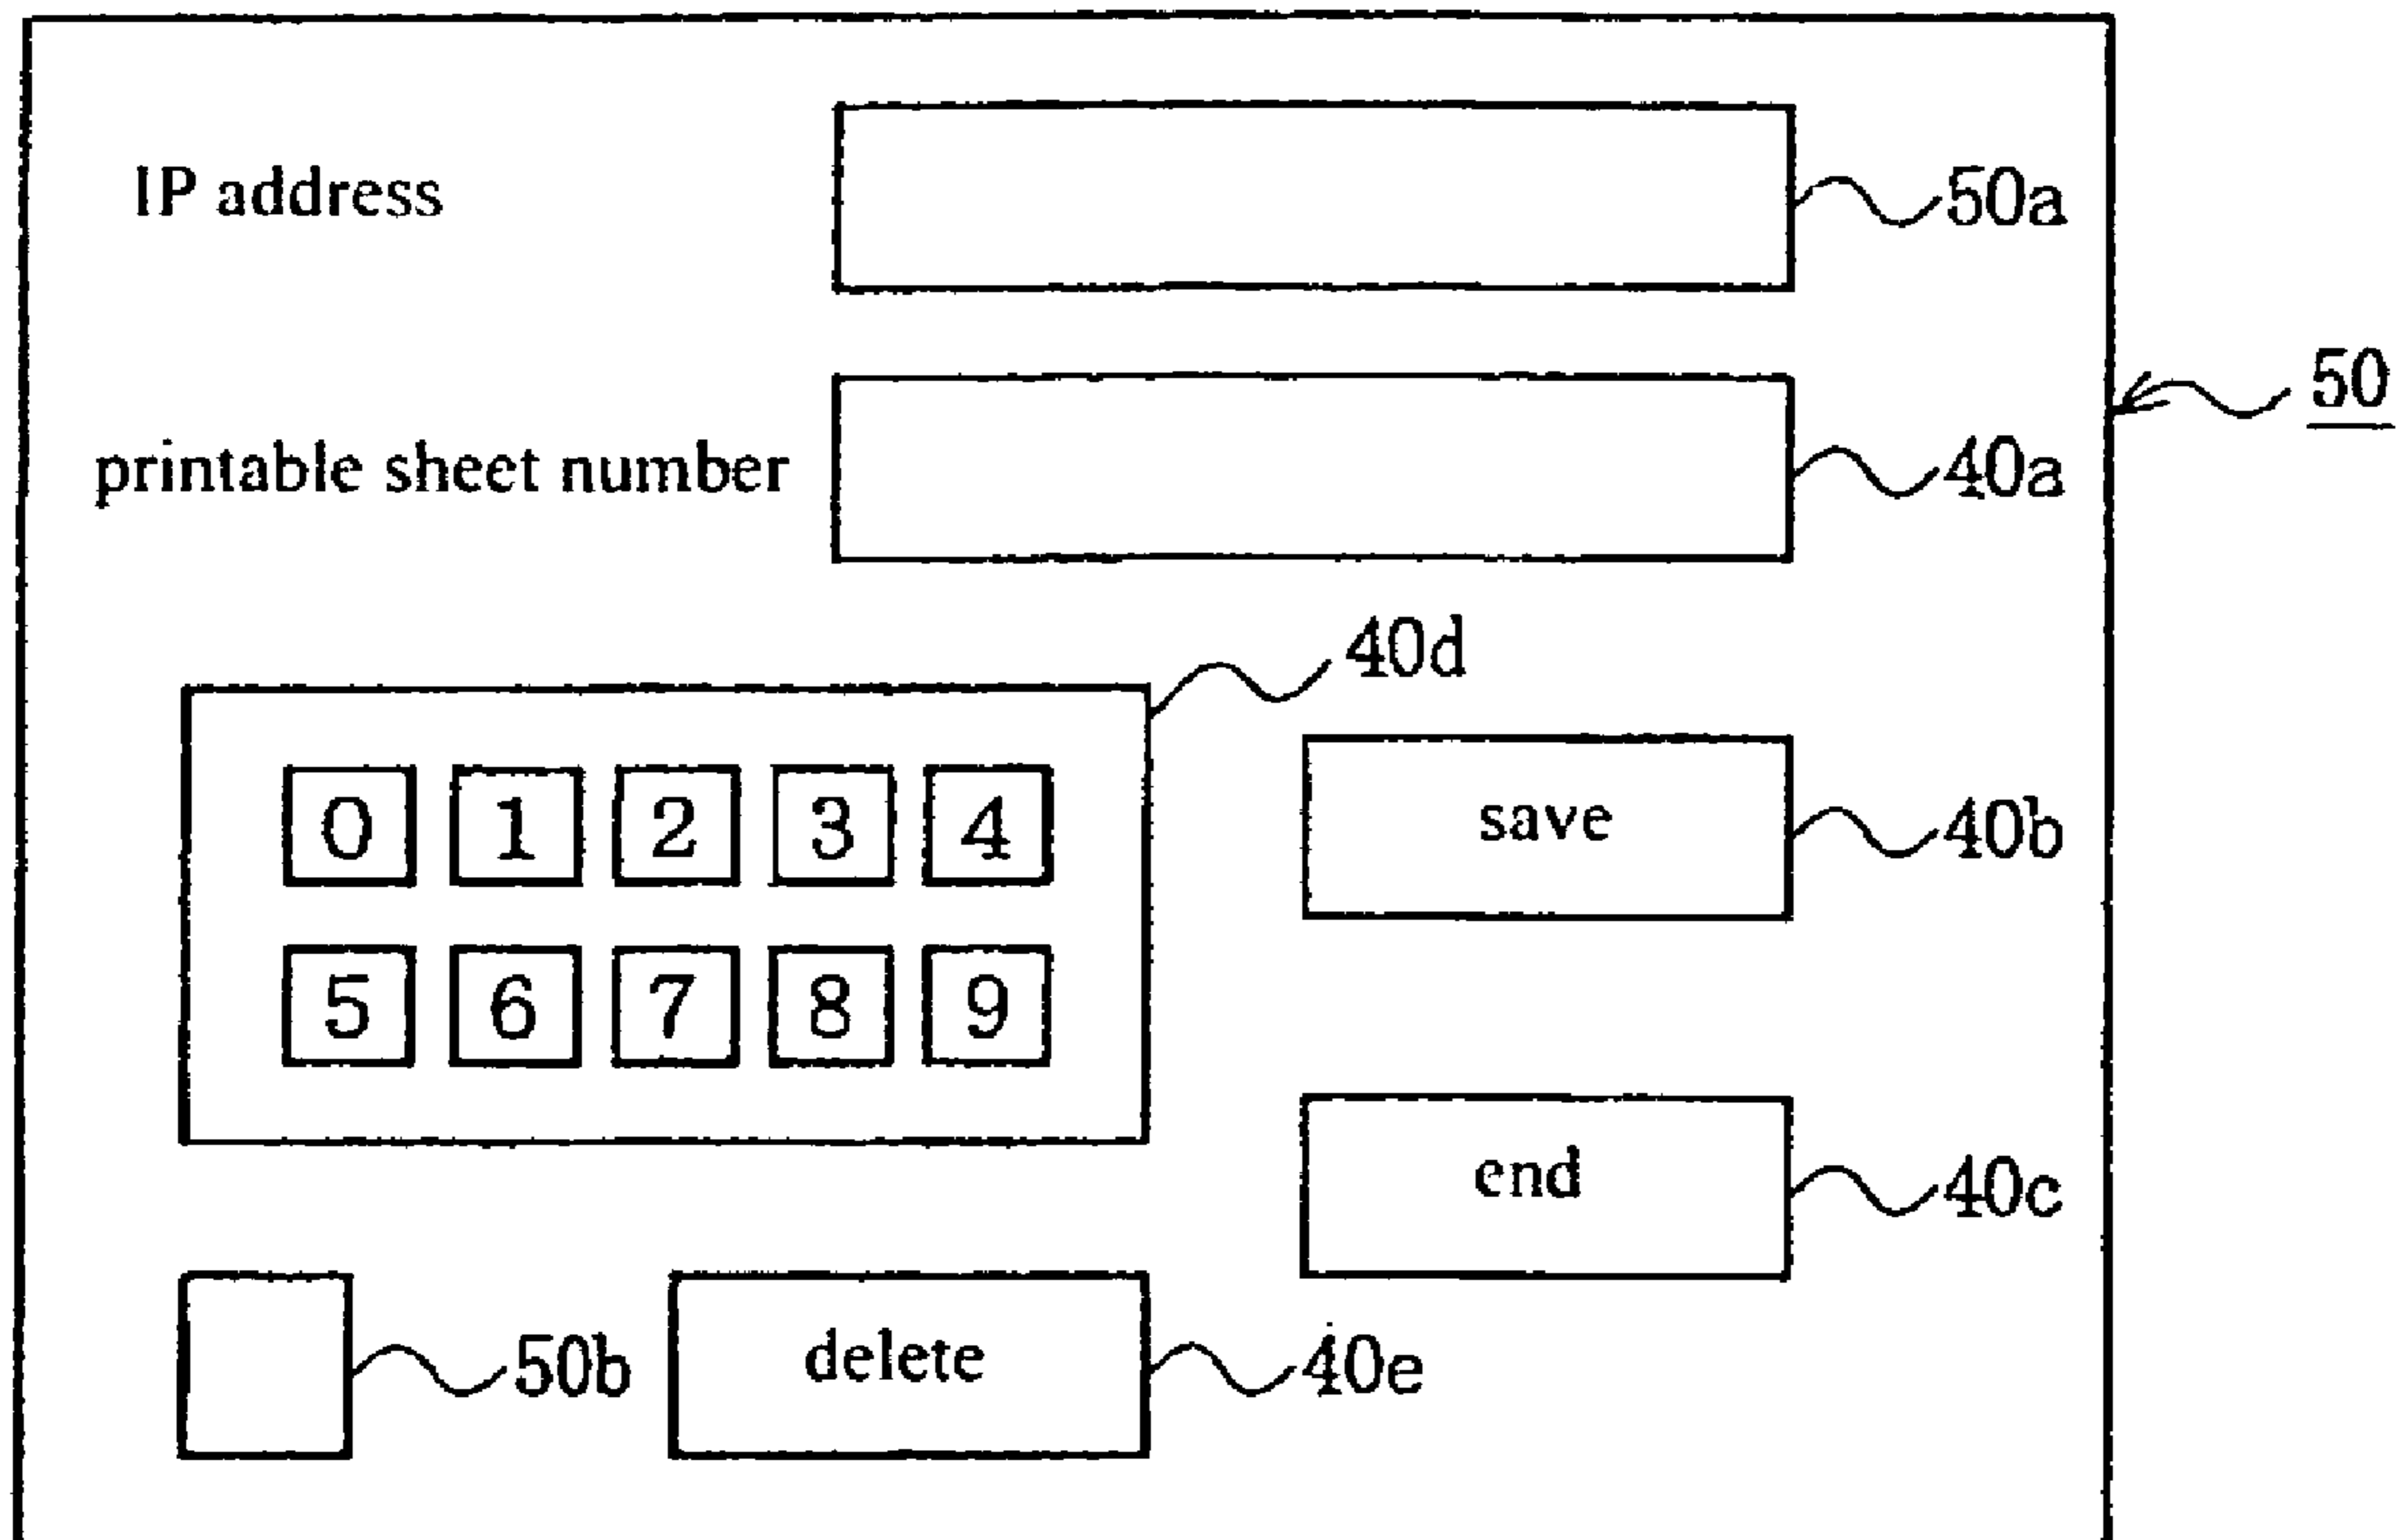 IP address 50a
50
printable sheet number 40a
40d
0 1 2 3 4
save 40b
5 6 7 8 9
end 40c
50b delete 40e